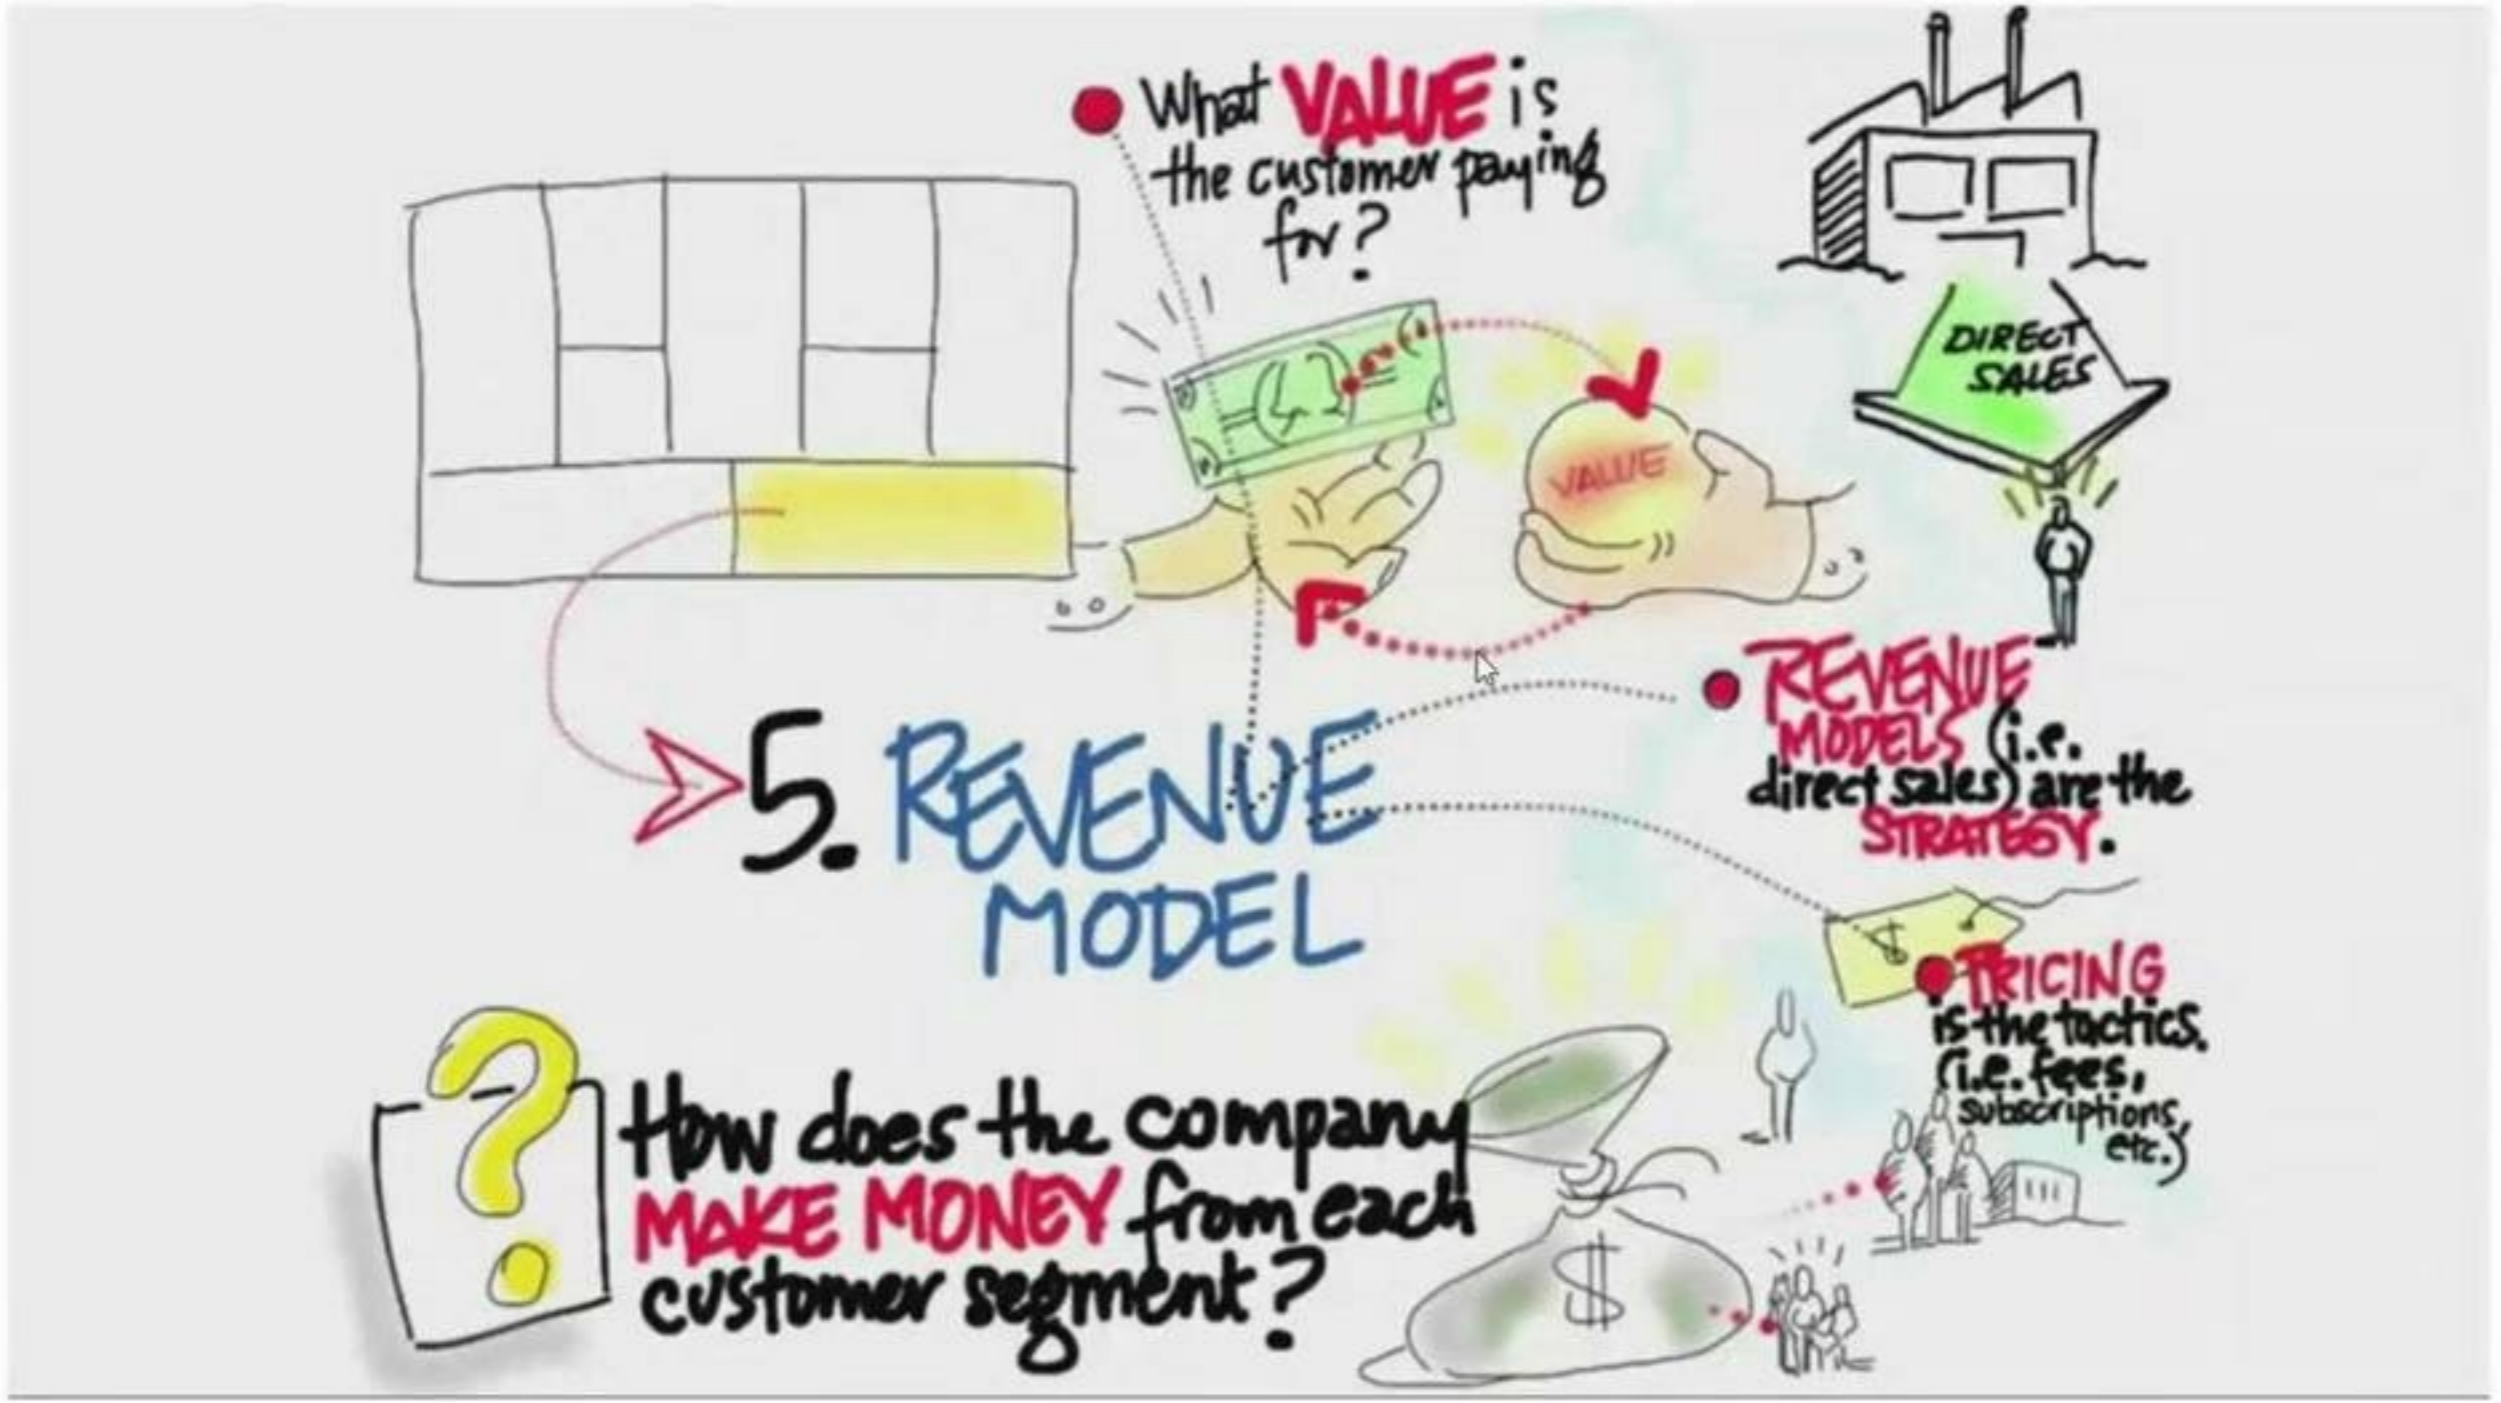 What VALUE is
the customer paying
for?
DIRECT
SALES
VALUE
REVENUE
MODELS (i.e.
direct sales) are the
STRATEGY.
5. REVENUE
MODEL
$
PRICING
is the tactics.
(i.e. fees,
subscriptions,
etc.)
?
How does the company
MAKE MONEY from each
customer segment?
$